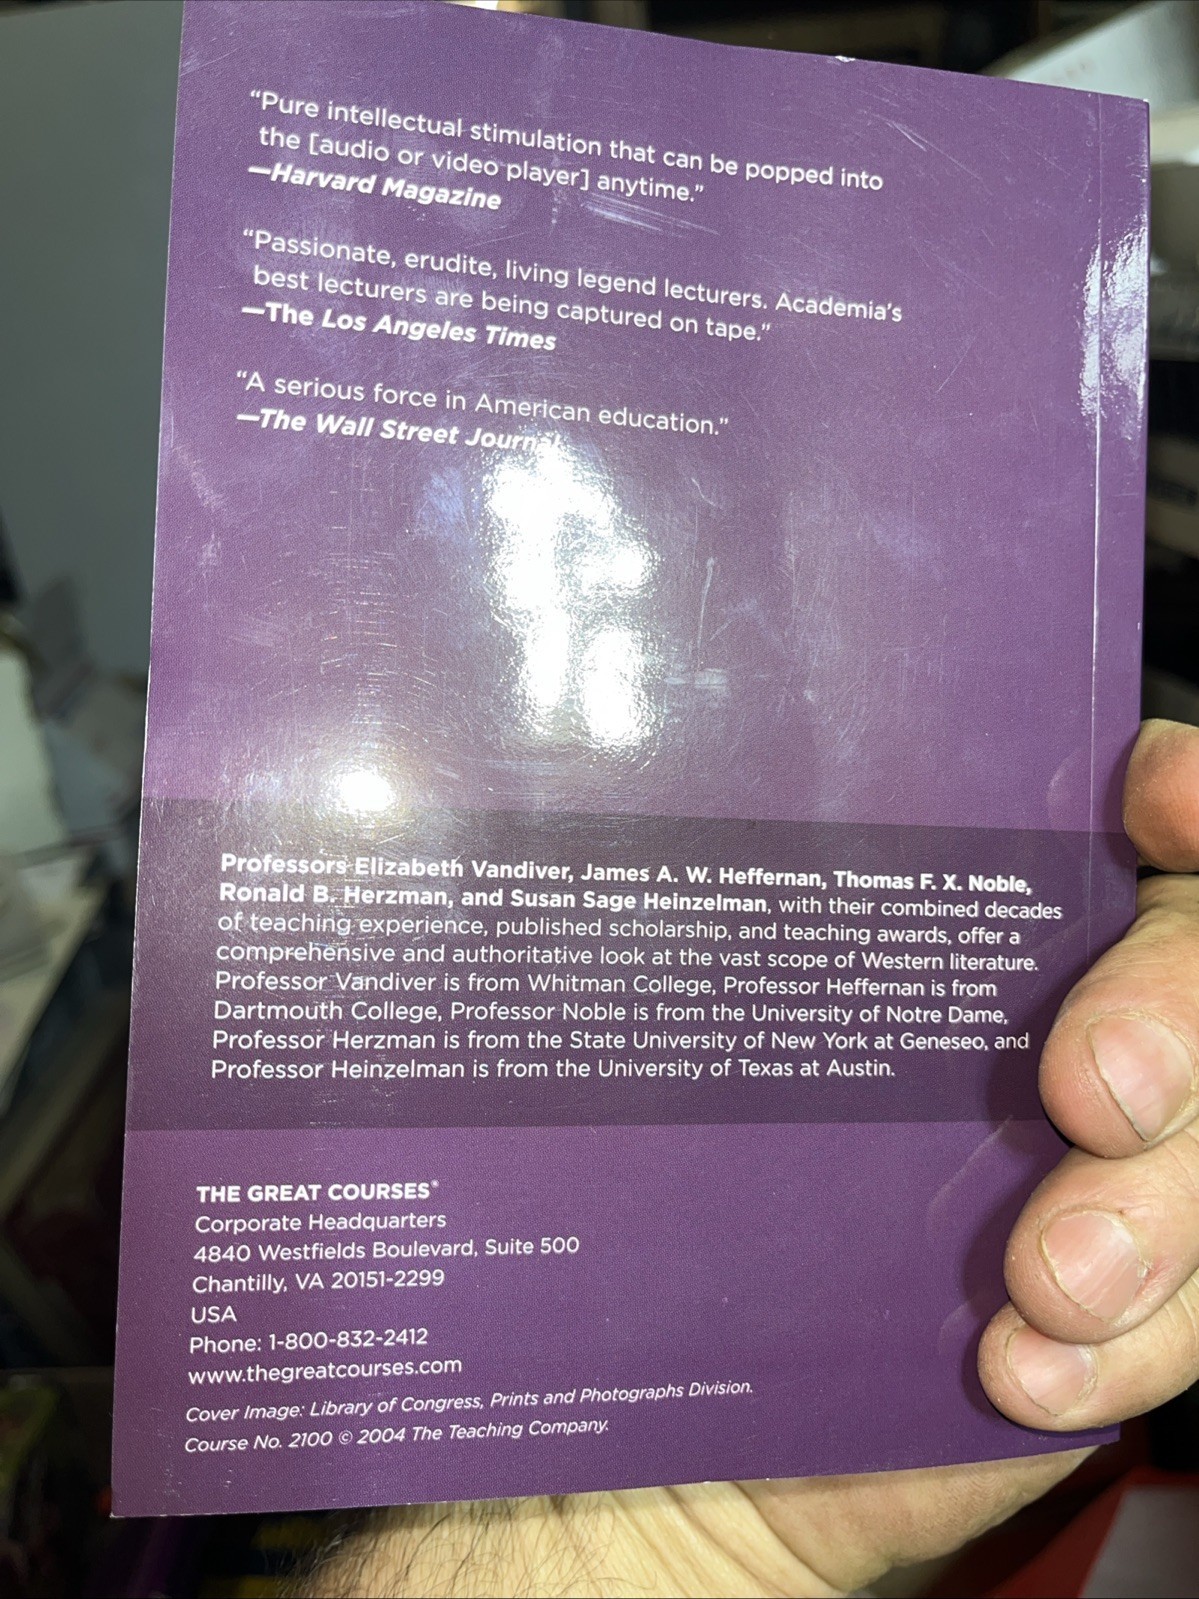 “Pure intellectual stimulation that can be popped into
the [audio or video player] anytime.”
—Harvard Magazine
“Passionate, erudite, living legend lecturers. Academia’s
best lecturers are being captured on tape.”
—The Los Angeles Times
“A serious force in American education.”
—The Wall Street Journal
Professors Elizabeth Vandiver, James A. W. Heffernan, Thomas F. X. Noble,
Ronald B. Herzman, and Susan Sage Heinzelman, with their combined decades
of teaching experience, published scholarship, and teaching awards, offer a
comprehensive and authoritative look at the vast scope of Western literature.
Professor Vandiver is from Whitman College, Professor Heffernan is from
Dartmouth College, Professor Noble is from the University of Notre Dame,
Professor Herzman is from the State University of New York at Geneseo, and
Professor Heinzelman is from the University of Texas at Austin.
THE GREAT COURSES®
Corporate Headquarters
4840 Westfields Boulevard, Suite 500
Chantilly, VA 20151-2299
USA
Phone: 1-800-832-2412
www.thegreatcourses.com
Cover Image: Library of Congress, Prints and Photographs Division.
Course No. 2100 © 2004 The Teaching Company.